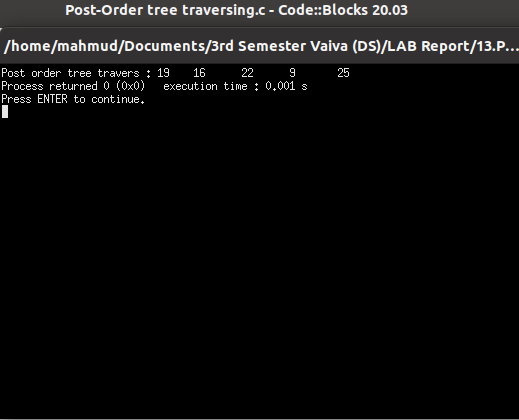 Post-Order tree traversing.c - Code::Blocks 20.03
/home/mahmud/Documents/3rd Semester Vaiva (DS)/LAB Report/13.P...
Post order tree travers : 19 16 22 9 25
Process returned 0 (0x0) execution time : 0.001 s
Press ENTER to continue.